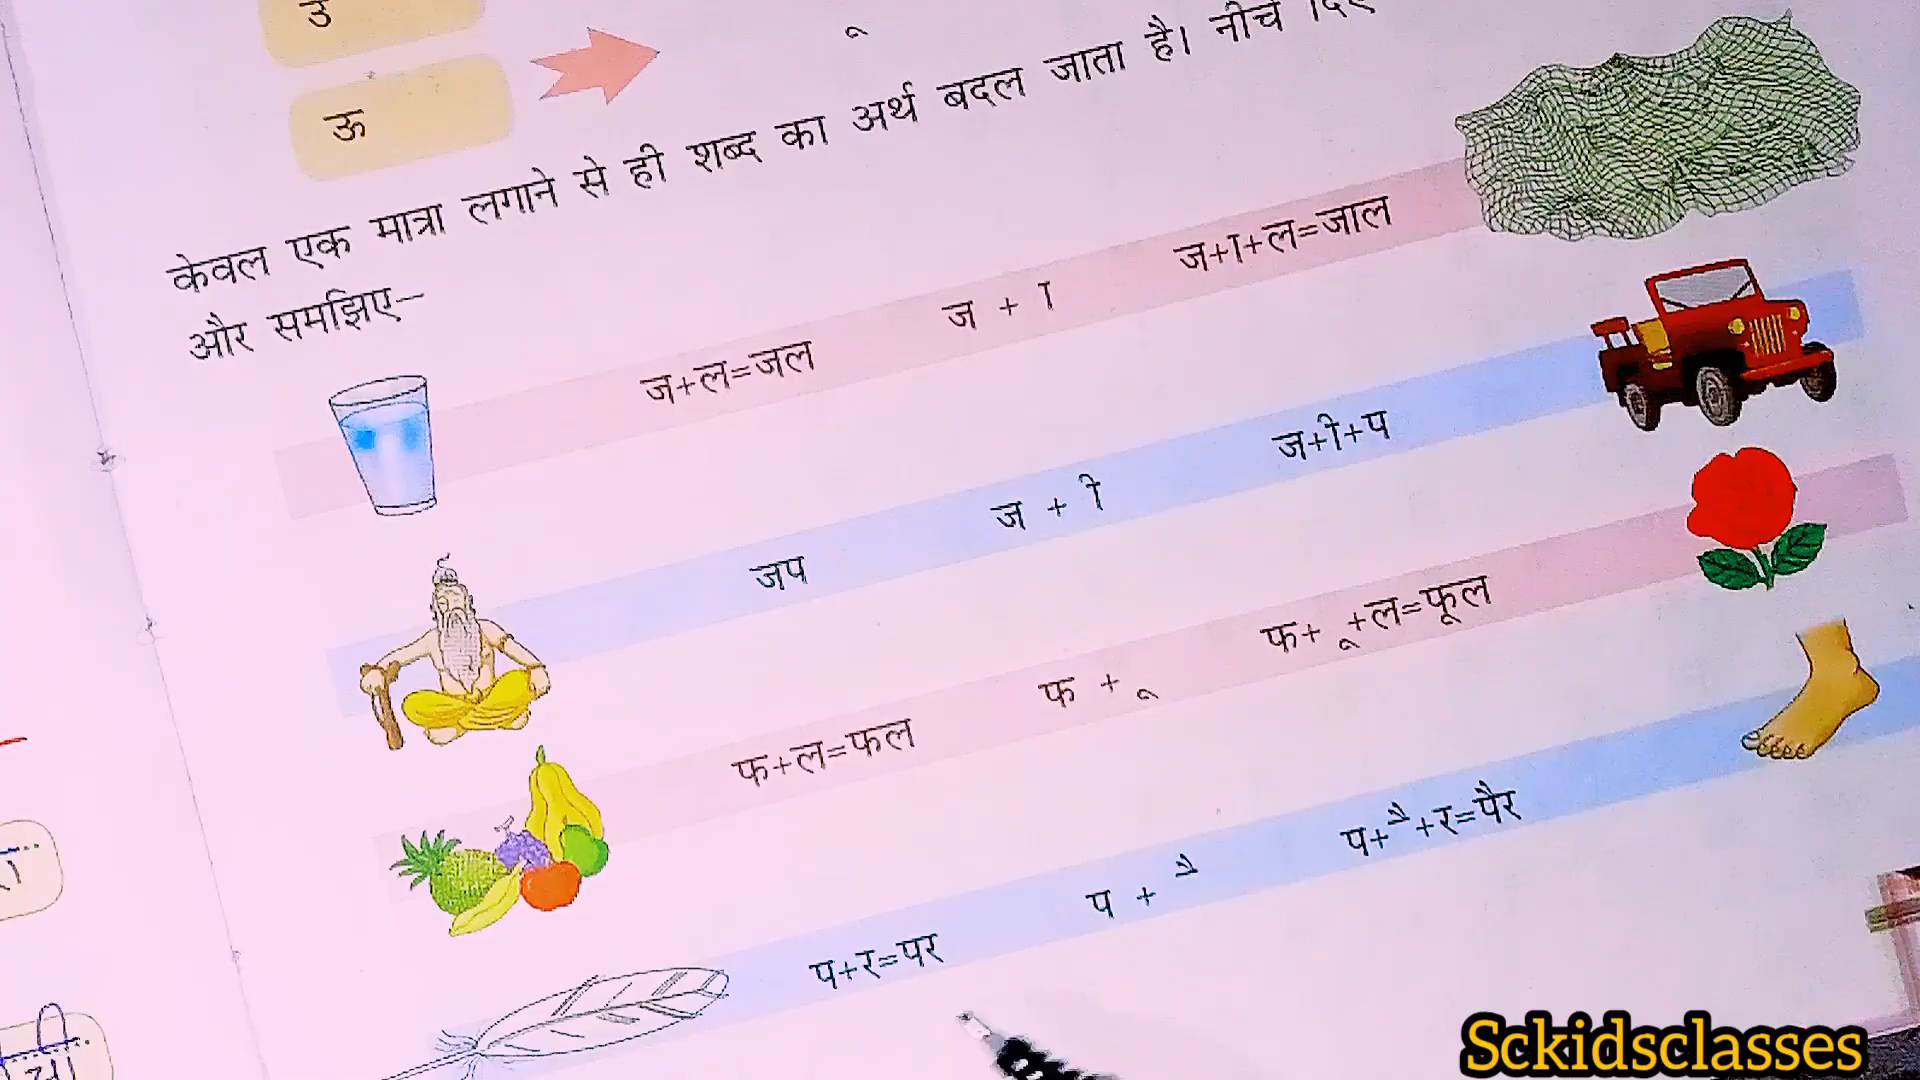 उ
ऊ
ू
केवल एक मात्रा लगाने से ही शब्द का अर्थ बदल जाता है। नीचे
और समझिए—
ज+ल=जल ज + ा ज+ा+ल=जाल
जप ज + ी ज+ी+प
फ+ल=फल फ + ू फ+ ू+ल=फूल
प+र=पर प + ै प+ै+र=पैर
Sckidsclasses